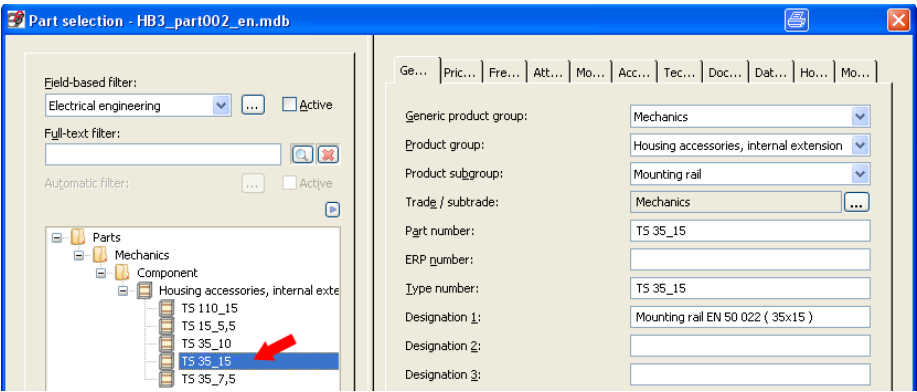 Part selection - HB3_part002_en.mdb
Field-based filter:
Electrical engineering
...
Active
Full-text filter:
Automatic filter:
...
Active
Parts
Mechanics
Component
Housing accessories, internal exte
TS 110_15
TS 15_5,5
TS 35_10
TS 35_15
TS 35_7,5
Ge... Pric... Fre... Att... Mo... Acc... Tec... Doc... Dat... Ho... Mo...
Generic product group: Mechanics
Product group: Housing accessories, internal extension
Product subgroup: Mounting rail
Trade / subtrade: Mechanics ...
Part number: TS 35_15
ERP number:
Type number: TS 35_15
Designation 1: Mounting rail EN 50 022 ( 35x15 )
Designation 2:
Designation 3: